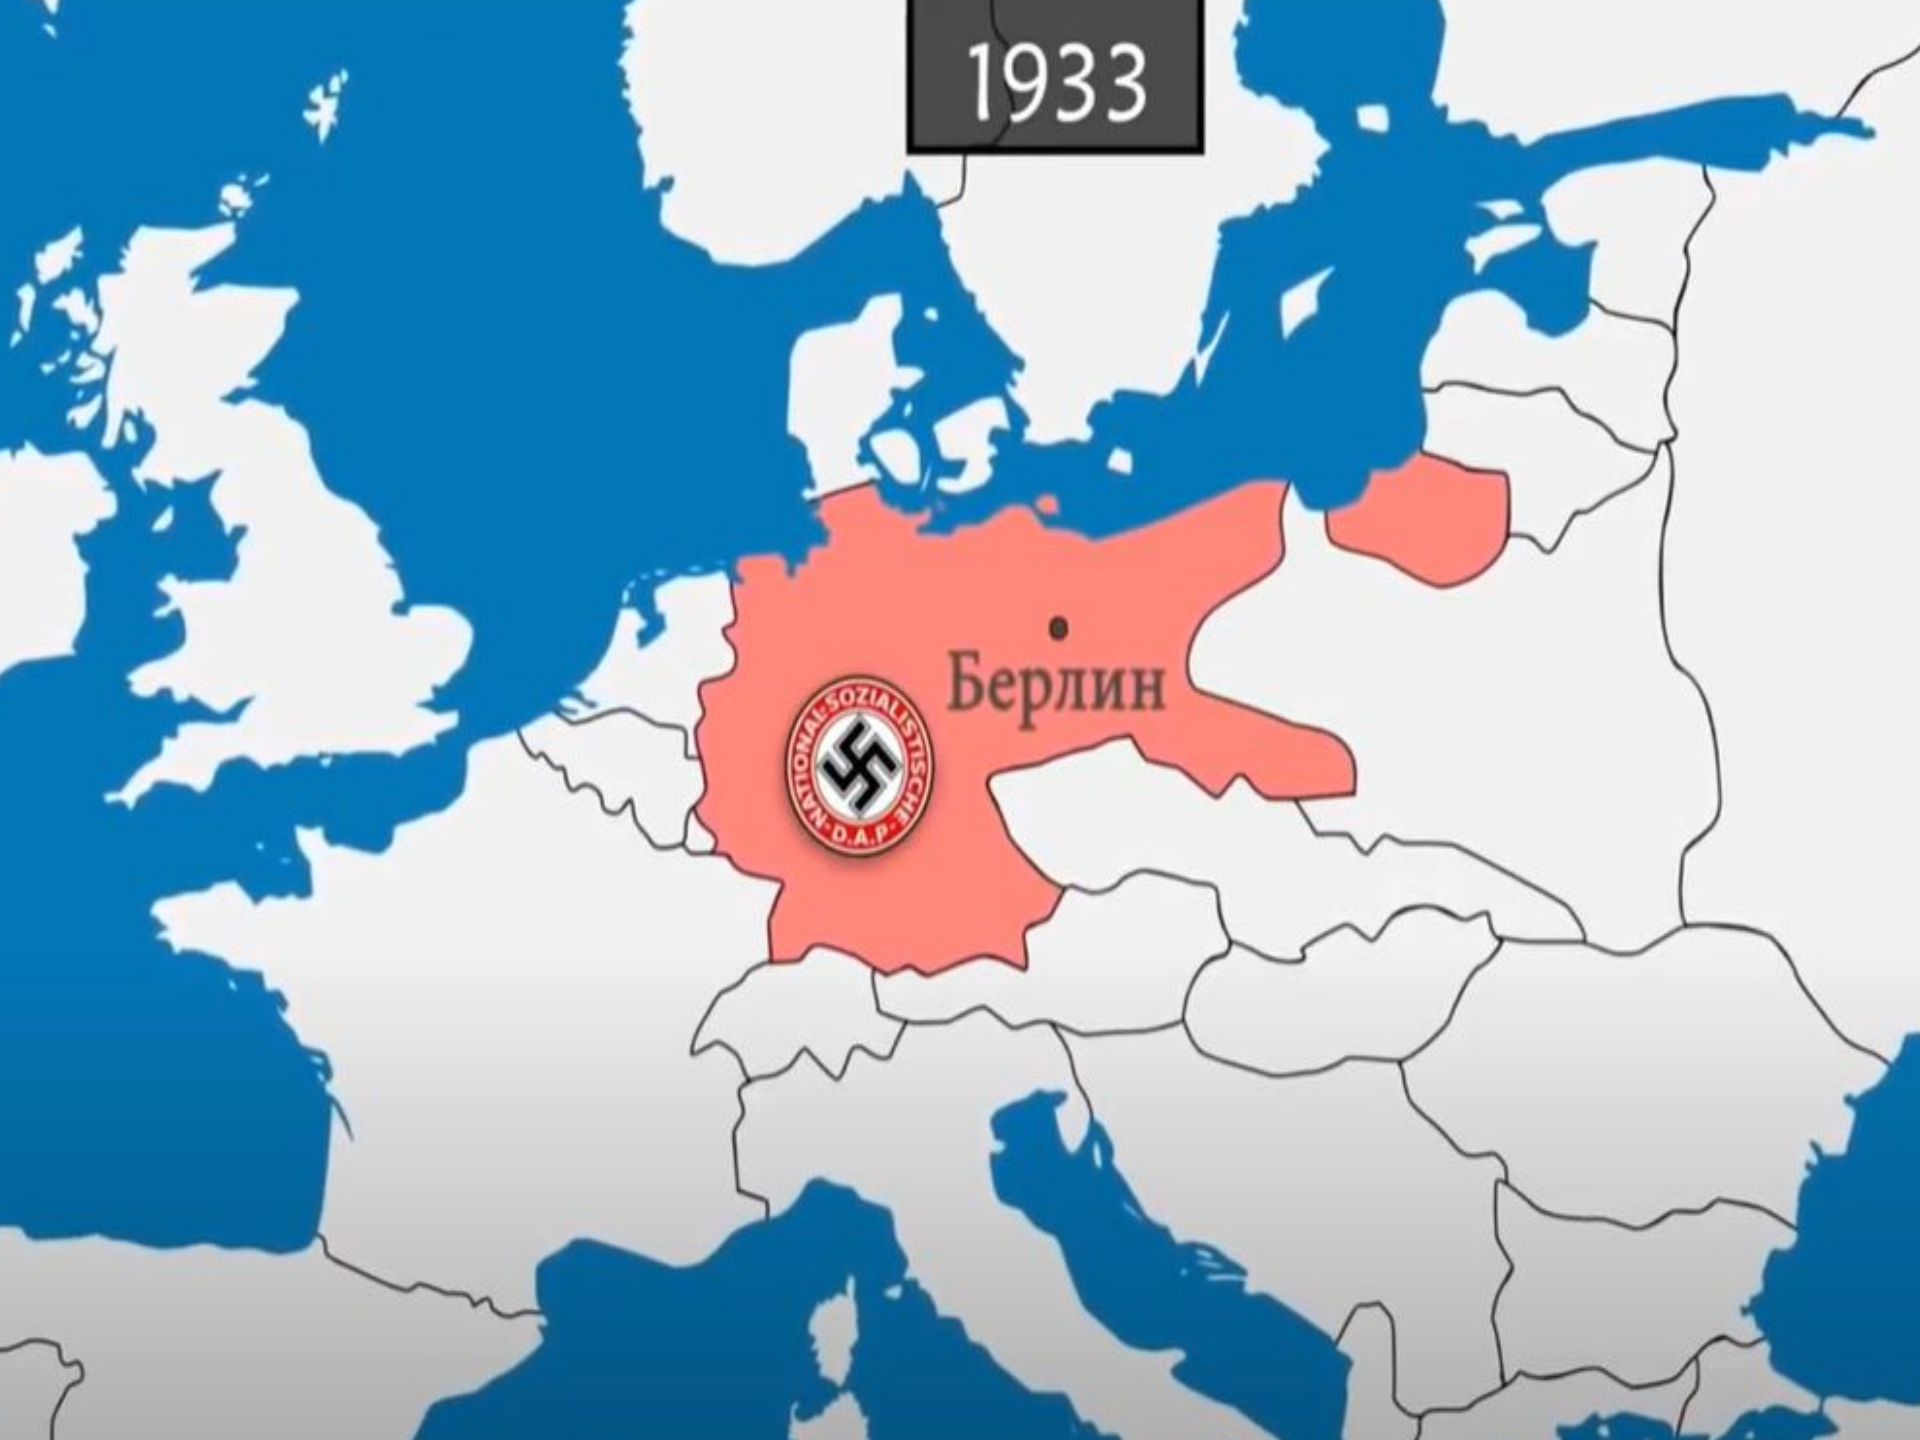 1933
Берлин
NATIONAL-SOZIALISTISCHE
D.A.P.